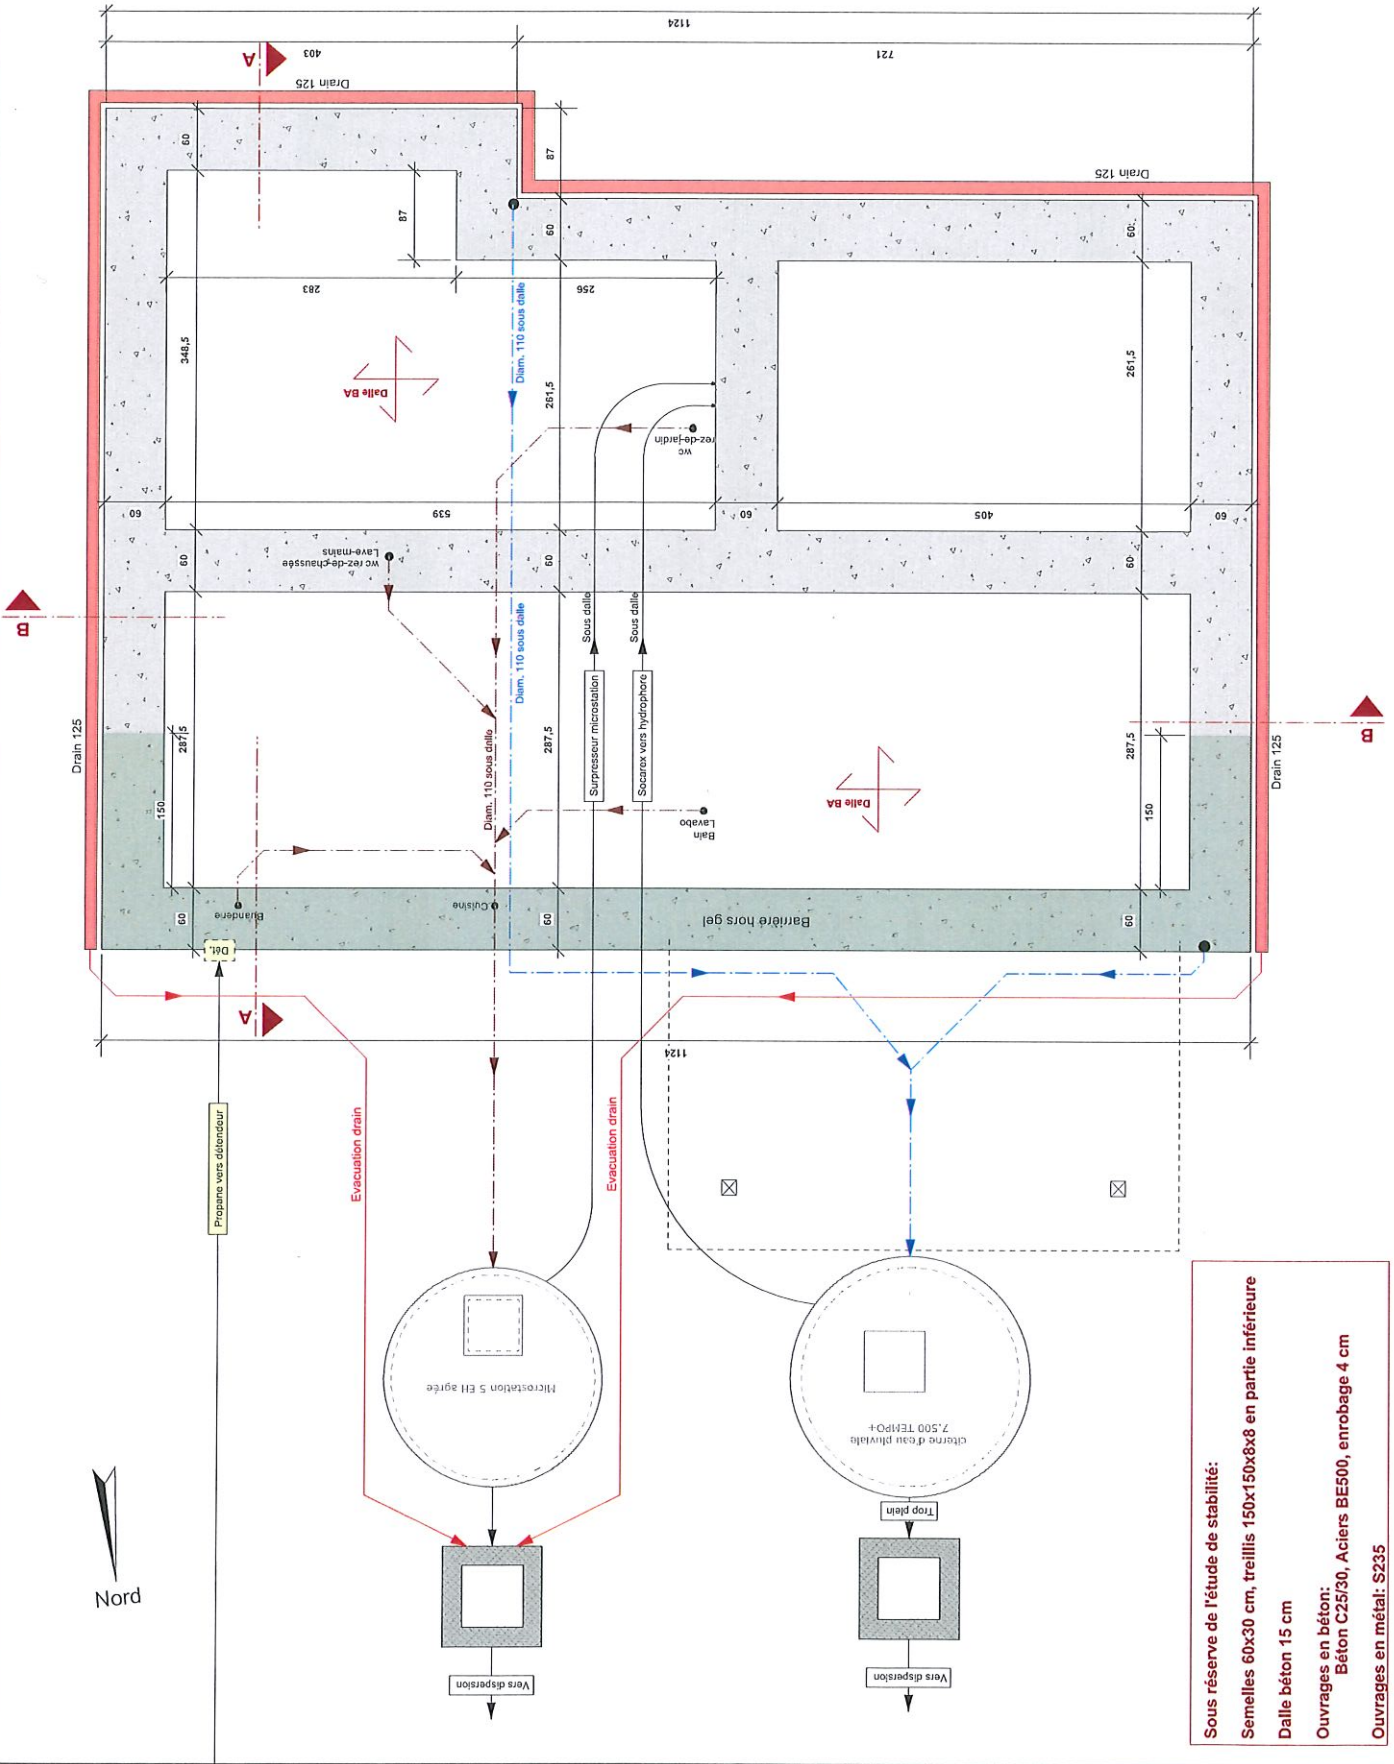 1124
403
721
A
Drain 125
60
87
87
Drain 125
60
60
283
256
Diam. 110 sous dalle
348,5
Dalle BA
261,5
261,5
wc
rez-de-jardin
60
539
60
405
60
wc rez-de-chaussée
Lave-mains
60
60
60
B
Sous dalle
Sous dalle
Diam. 110 sous dalle
Surpresseur microstation
Socarex vers hydrophore
B
Drain 125
287,5
287,5
287,5
150
150
Diam. 110 sous dalle
Dalle BA
Drain 125
Bain
Lavabo
60
Buanderie
Cuisine
60
Barrière hors gel
60
Dét.
A
1124
Propane vers détendeur
Evacuation drain
Evacuation drain
Microstation 5 EH agrée
citerne d'eau pluviale
7.500 TEMPO+
Trop plein
Nord
Vers dispersion
Vers dispersion
Sous réserve de l'étude de stabilité:
Semelles 60x30 cm, treillis 150x150x8x8 en partie inférieure
Dalle béton 15 cm
Ouvrages en béton:
Béton C25/30, Aciers BE500, enrobage 4 cm
Ouvrages en métal: S235